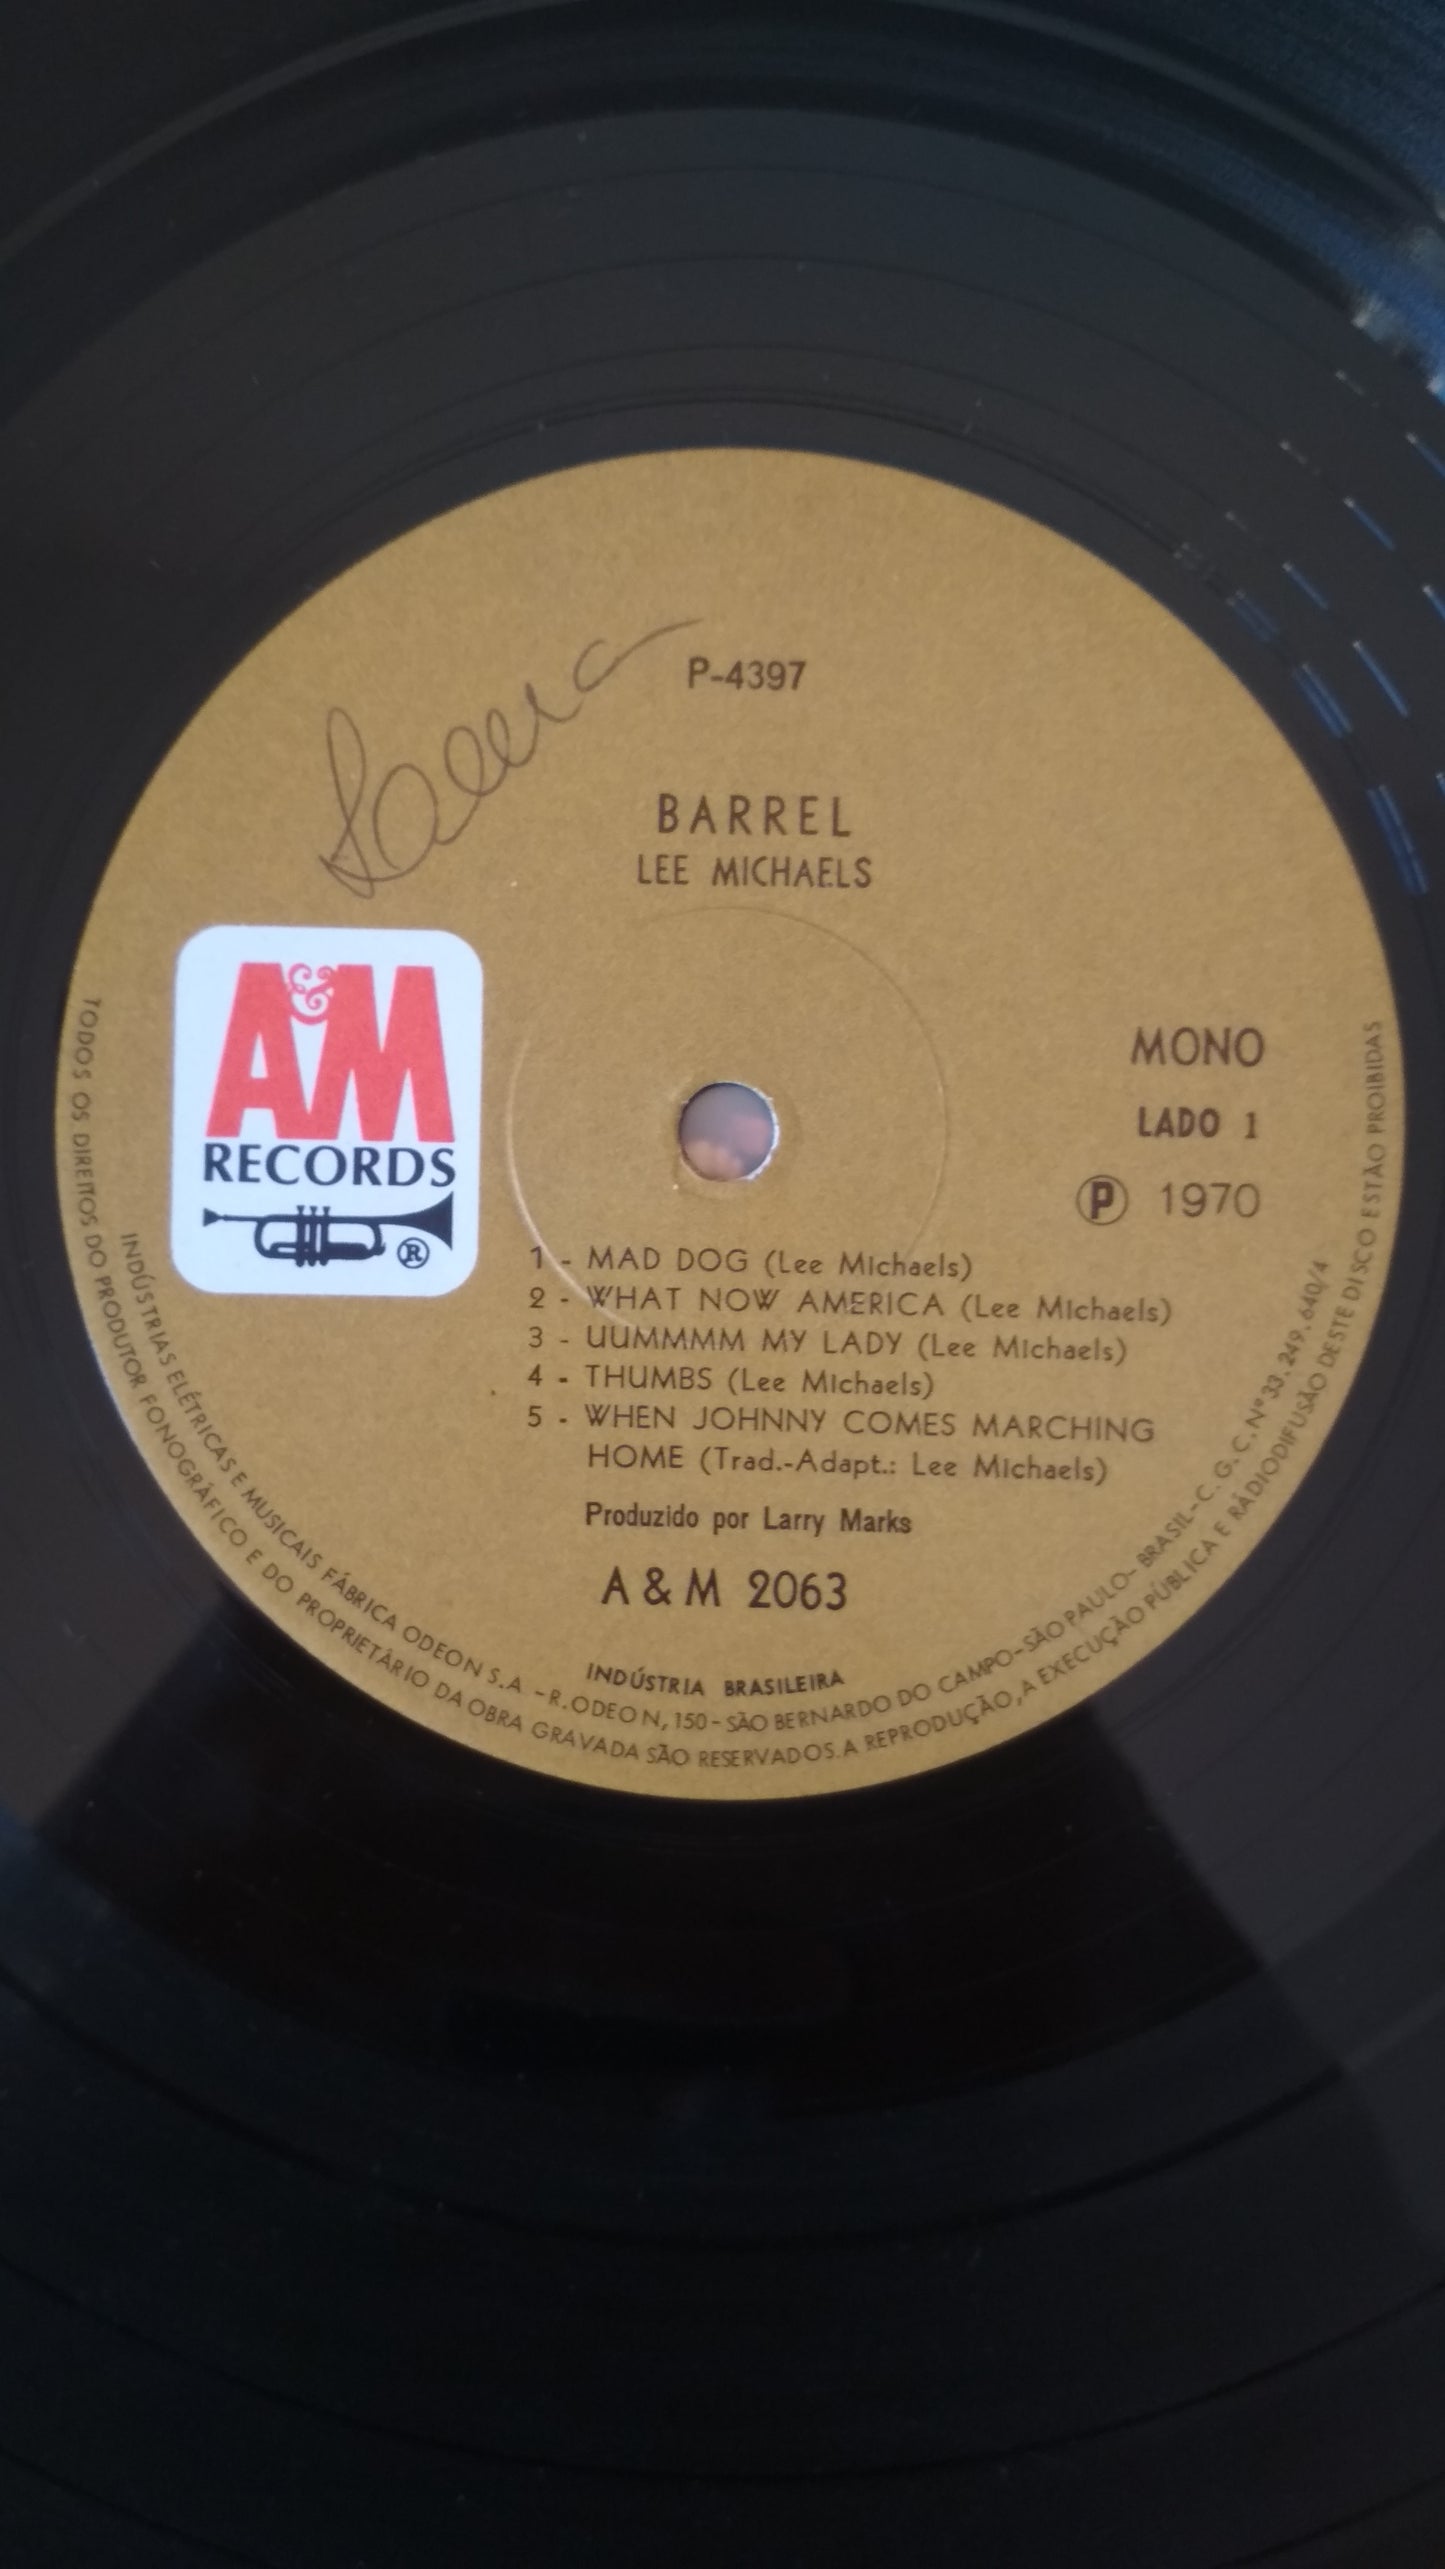 P-4397
BARREL
LEE MICHAELS
A&M
RECORDS
®
MONO
LADO 1
Ⓟ 1970
1 - MAD DOG (Lee Michaels)
2 - WHAT NOW AMERICA (Lee Michaels)
3 - UUMMMM MY LADY (Lee Michaels)
4 - THUMBS (Lee Michaels)
5 - WHEN JOHNNY COMES MARCHING
HOME (Trad.-Adapt.: Lee Michaels)
Produzido por Larry Marks
A & M 2063
INDÚSTRIA BRASILEIRA
INDÚSTRIAS ELÉTRICAS E MUSICAIS FÁBRICA ODEON S.A - R. ODEON, 150 - SÃO BERNARDO DO CAMPO - SÃO PAULO - BRASIL - C. G. C. Nº 33.249.640/4
TODOS OS DIREITOS DO PRODUTOR FONOGRÁFICO E DO PROPRIETÁRIO DA OBRA GRAVADA SÃO RESERVADOS. A REPRODUÇÃO, A EXECUÇÃO PÚBLICA E RÁDIODIFUSÃO DESTE DISCO ESTÃO PROIBIDAS